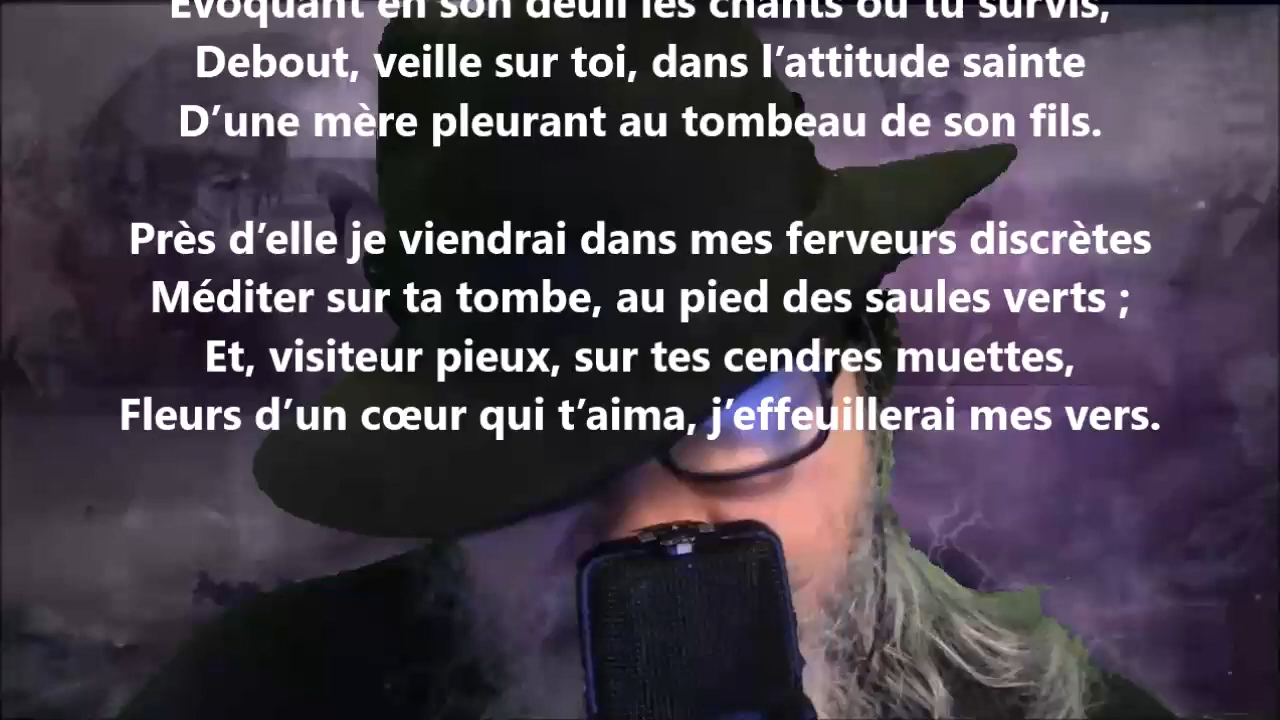 Évoquant en son deuil les chants où tu survis,
Debout, veille sur toi, dans l’attitude sainte
D’une mère pleurant au tombeau de son fils.
Près d’elle je viendrai dans mes ferveurs discrètes
Méditer sur ta tombe, au pied des saules verts ;
Et, visiteur pieux, sur tes cendres muettes,
Fleurs d’un cœur qui t’aima, j’effeuillerai mes vers.